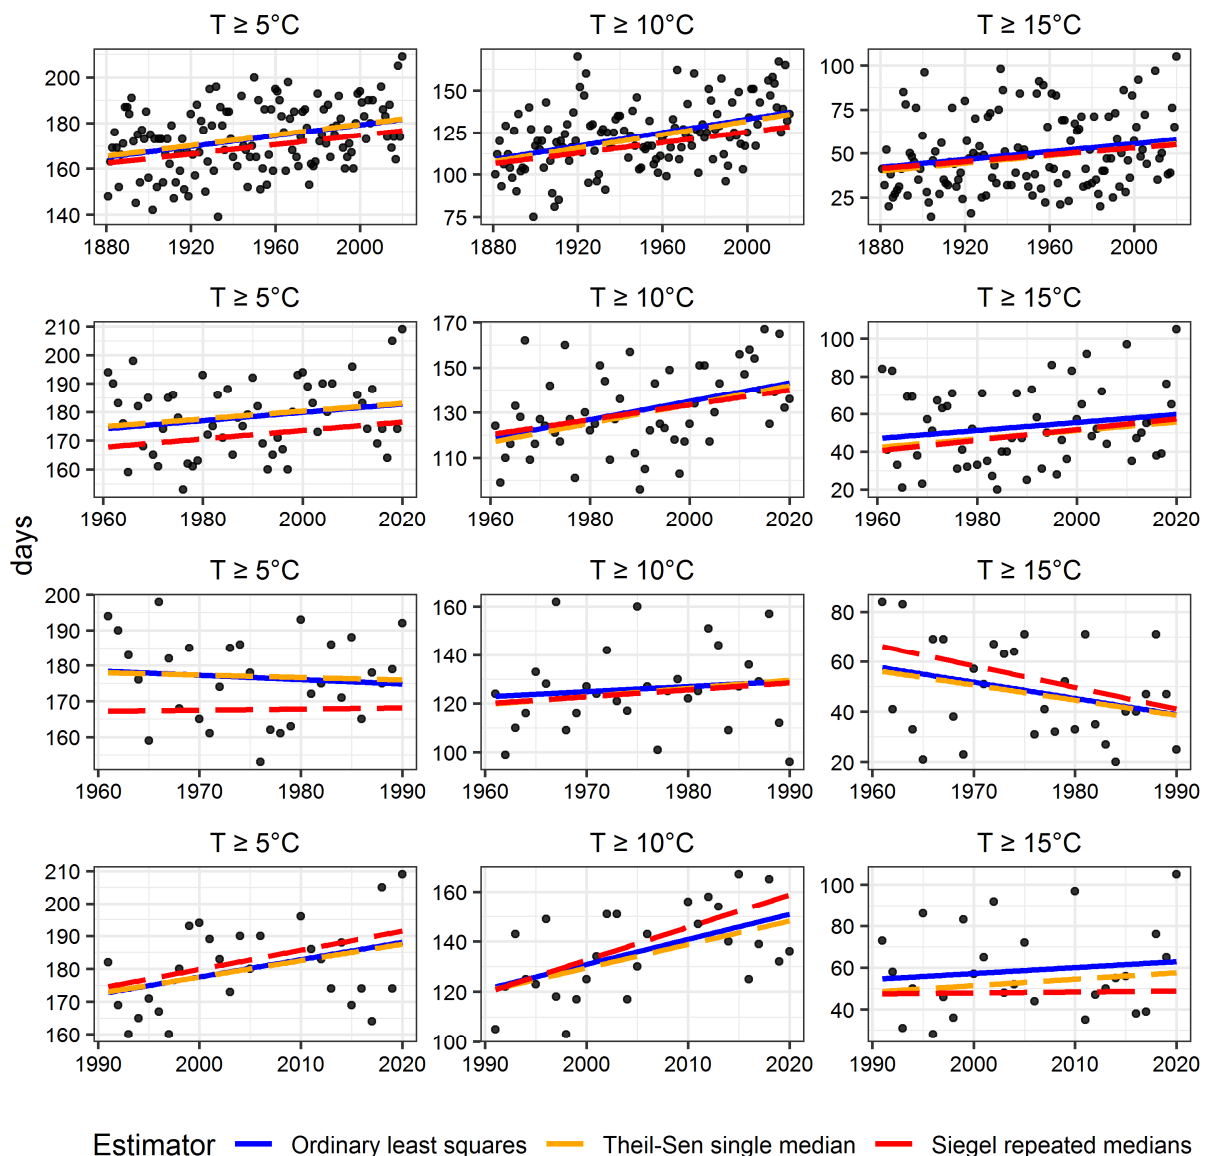 T ≥ 5°C T ≥ 10°C T ≥ 15°C
200 150 100
180 125 75
160 100 50
140 75 25
1880 1920 1960 2000 1880 1920 1960 2000 1880 1920 1960 2000
T ≥ 5°C T ≥ 10°C T ≥ 15°C
210 170 100
200 150 80
190 130 60
180 110 40
170 20
160
1960 1980 2000 2020 1960 1980 2000 2020 1960 1980 2000 2020
days
T ≥ 5°C T ≥ 10°C T ≥ 15°C
200 160 80
190 140 60
180 120 40
170 100 20
160
1960 1970 1980 1990 1960 1970 1980 1990 1960 1970 1980 1990
T ≥ 5°C T ≥ 10°C T ≥ 15°C
210 160 100
200 140 80
190 120 60
180 100 40
170
160
1990 2000 2010 2020 1990 2000 2010 2020 1990 2000 2010 2020
Estimator Ordinary least squares Theil-Sen single median Siegel repeated medians